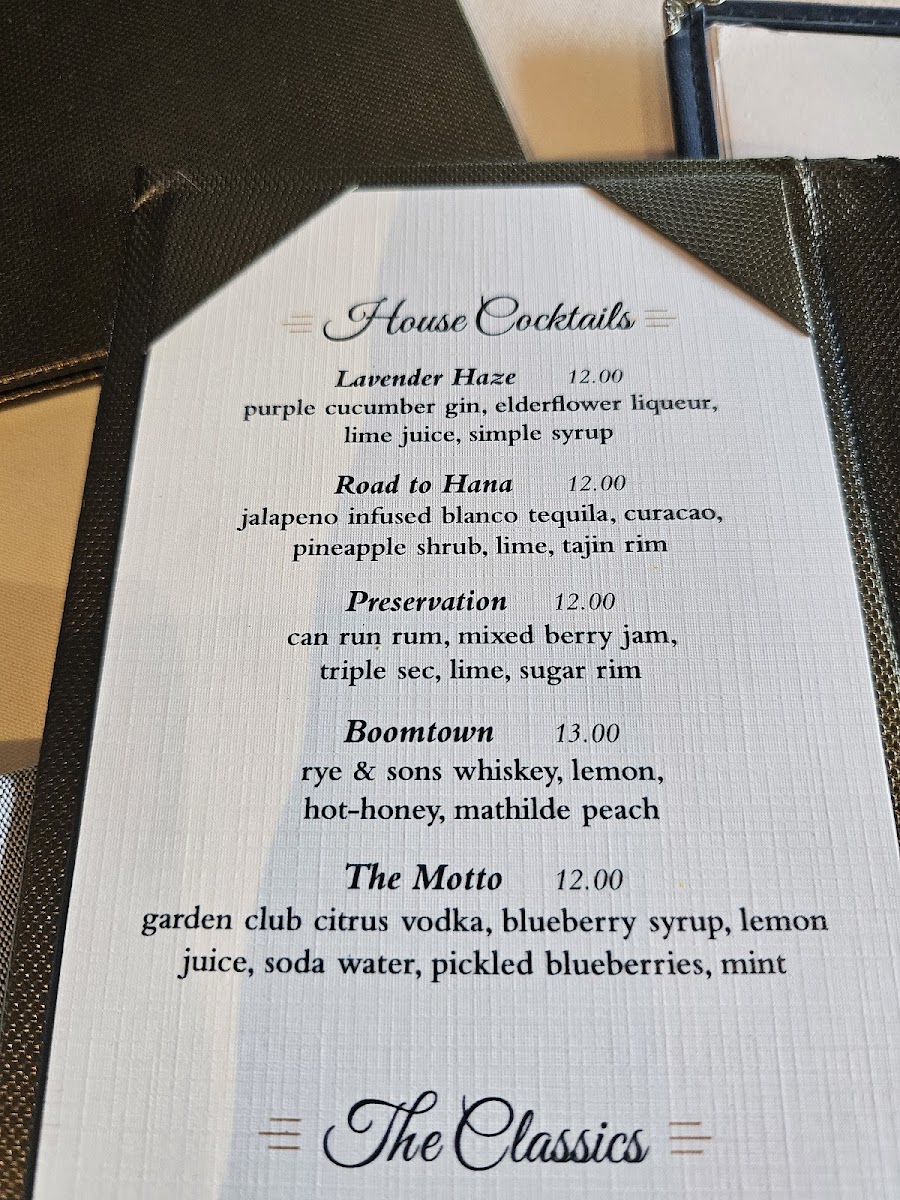 House Cocktails
Lavender Haze 12.00
purple cucumber gin, elderflower liqueur,
lime juice, simple syrup
Road to Hana 12.00
jalapeno infused blanco tequila, curacao,
pineapple shrub, lime, tajin rim
Preservation 12.00
can run rum, mixed berry jam,
triple sec, lime, sugar rim
Boomtown 13.00
rye & sons whiskey, lemon,
hot-honey, mathilde peach
The Motto 12.00
garden club citrus vodka, blueberry syrup, lemon
juice, soda water, pickled blueberries, mint
The Classics